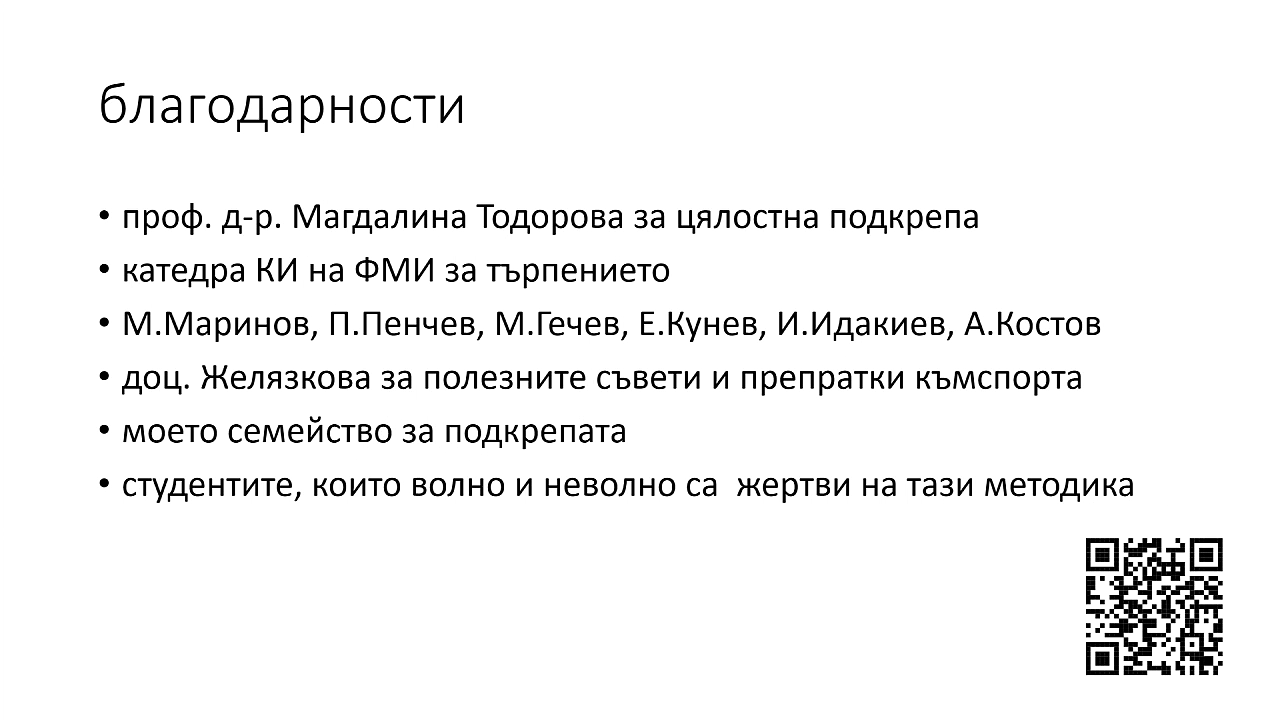 благодарности
• проф. д-р. Магдалина Тодорова за цялостна подкрепа
• катедра КИ на ФМИ за търпението
• М.Маринов, П.Пенчев, М.Гечев, Е.Кунев, И.Идакиев, А.Костов
• доц. Желязкова за полезните съвети и препратки къмспорта
• моето семейство за подкрепата
• студентите, които волно и неволно са  жертви на тази методика